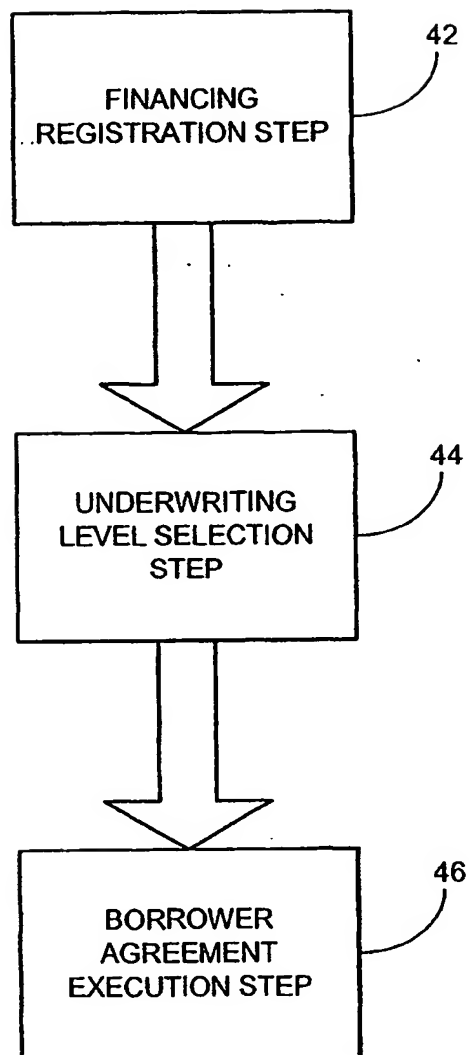 42
FINANCING
REGISTRATION STEP
44
UNDERWRITING
LEVEL SELECTION
STEP
46
BORROWER
AGREEMENT
EXECUTION STEP